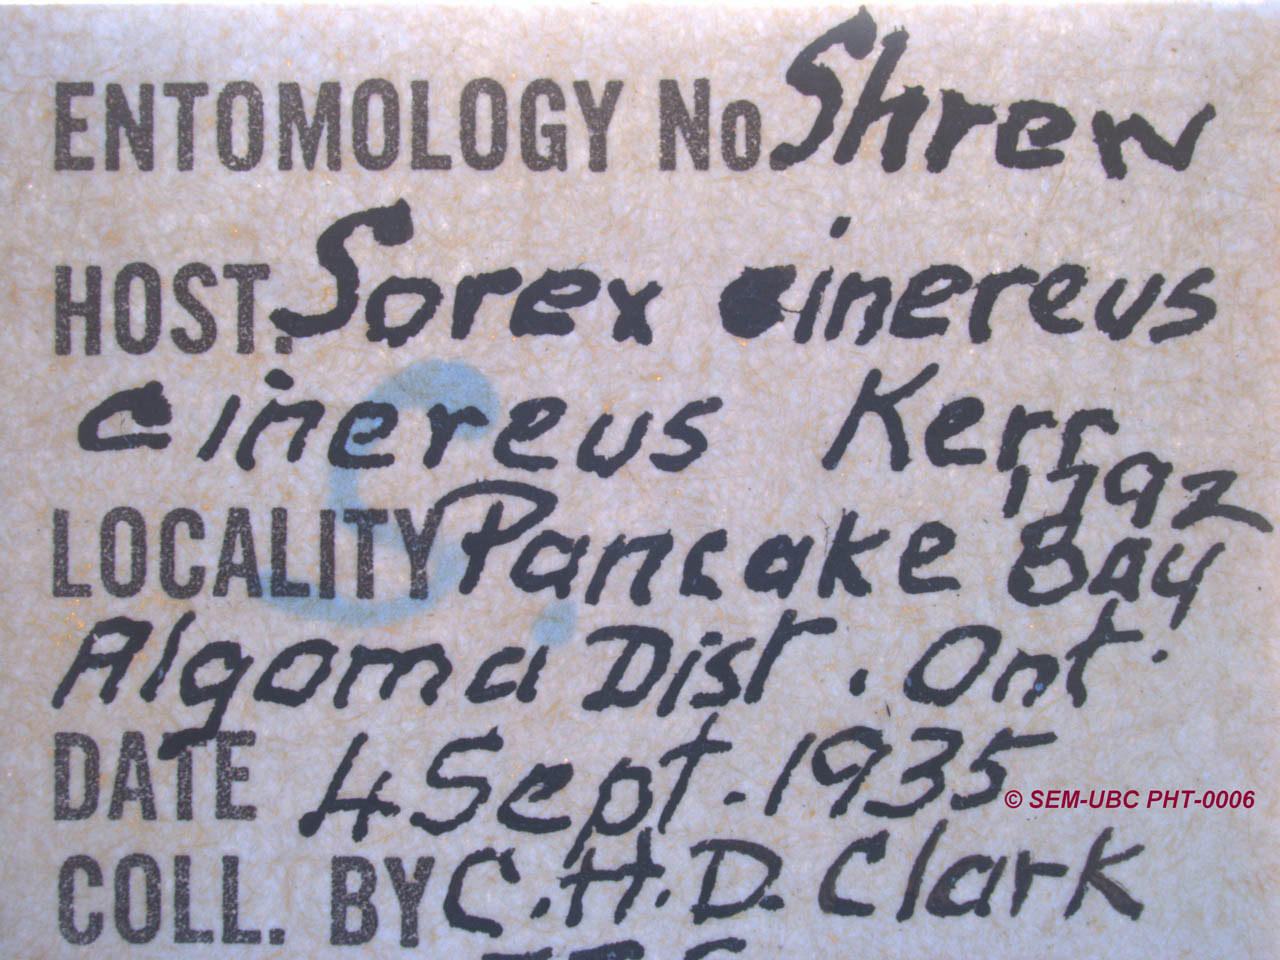 ENTOMOLOGY No Shrew
HOST. Sorex cinereus
cinereus Kerr
1792
LOCALITY Pancake Bay
Algoma Dist. Ont.
DATE 4 Sept. 1935
© SEM-UBC PHT-0006
COLL. BY C.H.D. Clark